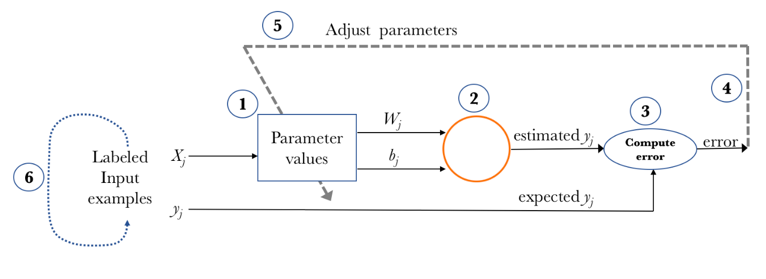 5
Adjust parameters
1
2
3
4
W_j
Parameter
values
b_j
estimated y_j
Compute
error
error
6
Labeled
Input
examples
X_j
y_j
expected y_j